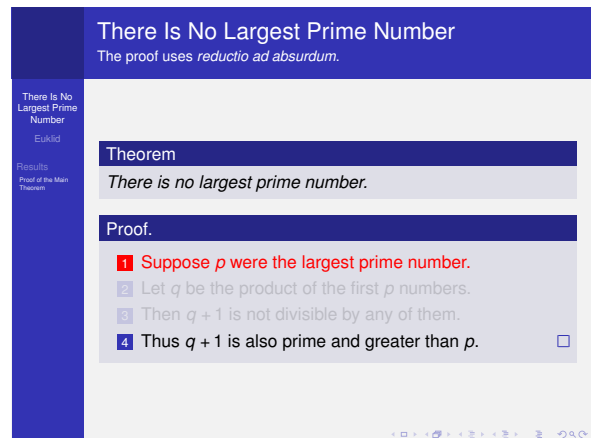 There Is No Largest Prime Number
The proof uses reductio ad absurdum.
There Is No
Largest Prime
Number
Euklid
Results
Proof of the Main
Theorem
Theorem
There is no largest prime number.
Proof.
1 Suppose p were the largest prime number.
2 Let q be the product of the first p numbers.
3 Then q + 1 is not divisible by any of them.
4 Thus q + 1 is also prime and greater than p.